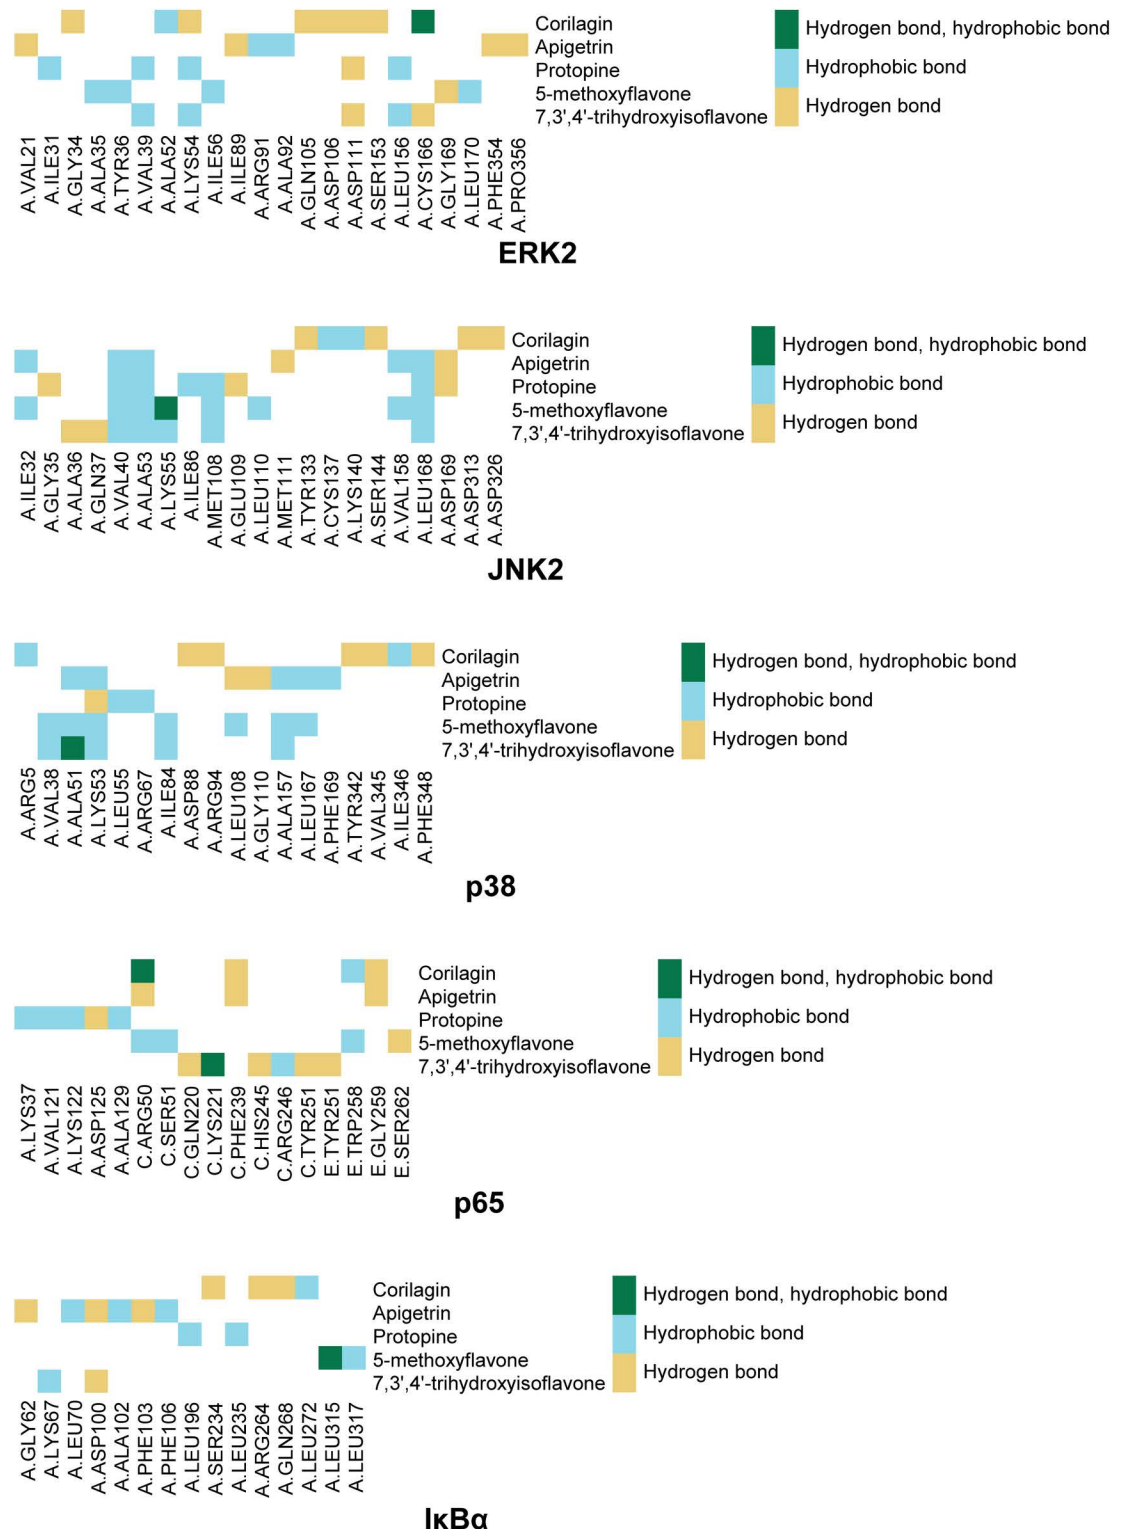 Corilagin
Apigetrin
Protopine
5-methoxyflavone
7,3',4'-trihydroxyisoflavone
Hydrogen bond, hydrophobic bond
Hydrophobic bond
Hydrogen bond
A.VAL21
A.ILE31
A.GLY34
A.ALA35
A.TYR36
A.VAL39
A.ALA52
A.LYS54
A.ILE56
A.ILE89
A.ARG91
A.ALA92
A.GLN105
A.ASP106
A.ASP111
A.SER153
A.LEU156
A.CYS166
A.GLY169
A.LEU170
A.PHE354
A.PRO356
ERK2
Corilagin
Apigetrin
Protopine
5-methoxyflavone
7,3',4'-trihydroxyisoflavone
Hydrogen bond, hydrophobic bond
Hydrophobic bond
Hydrogen bond
A.ILE32
A.GLY35
A.ALA36
A.GLN37
A.VAL40
A.ALA53
A.LYS55
A.ILE86
A.MET108
A.GLU109
A.LEU110
A.MET111
A.TYR133
A.CYS137
A.LYS140
A.SER144
A.VAL158
A.LEU168
A.ASP169
A.ASP313
A.ASP326
JNK2
Corilagin
Apigetrin
Protopine
5-methoxyflavone
7,3',4'-trihydroxyisoflavone
Hydrogen bond, hydrophobic bond
Hydrophobic bond
Hydrogen bond
A.ARG5
A.VAL38
A.ALA51
A.LYS53
A.LEU55
A.ARG67
A.ILE84
A.ASP88
A.ARG94
A.LEU108
A.GLY110
A.ALA157
A.LEU167
A.PHE169
A.TYR342
A.VAL345
A.ILE346
A.PHE348
p38
Corilagin
Apigetrin
Protopine
5-methoxyflavone
7,3',4'-trihydroxyisoflavone
Hydrogen bond, hydrophobic bond
Hydrophobic bond
Hydrogen bond
A.LYS37
A.VAL121
A.LYS122
A.ASP125
A.ALA129
C.ARG50
C.SER51
C.GLN220
C.LYS221
C.PHE239
C.HIS245
C.ARG246
C.TYR251
E.TYR251
E.TRP258
E.GLY259
E.SER262
p65
Corilagin
Apigetrin
Protopine
5-methoxyflavone
7,3',4'-trihydroxyisoflavone
Hydrogen bond, hydrophobic bond
Hydrophobic bond
Hydrogen bond
A.GLY62
A.LYS67
A.LEU70
A.ASP100
A.ALA102
A.PHE103
A.PHE106
A.LEU196
A.SER234
A.LEU235
A.ARG264
A.GLN268
A.LEU272
A.LEU315
A.LEU317
IκBα